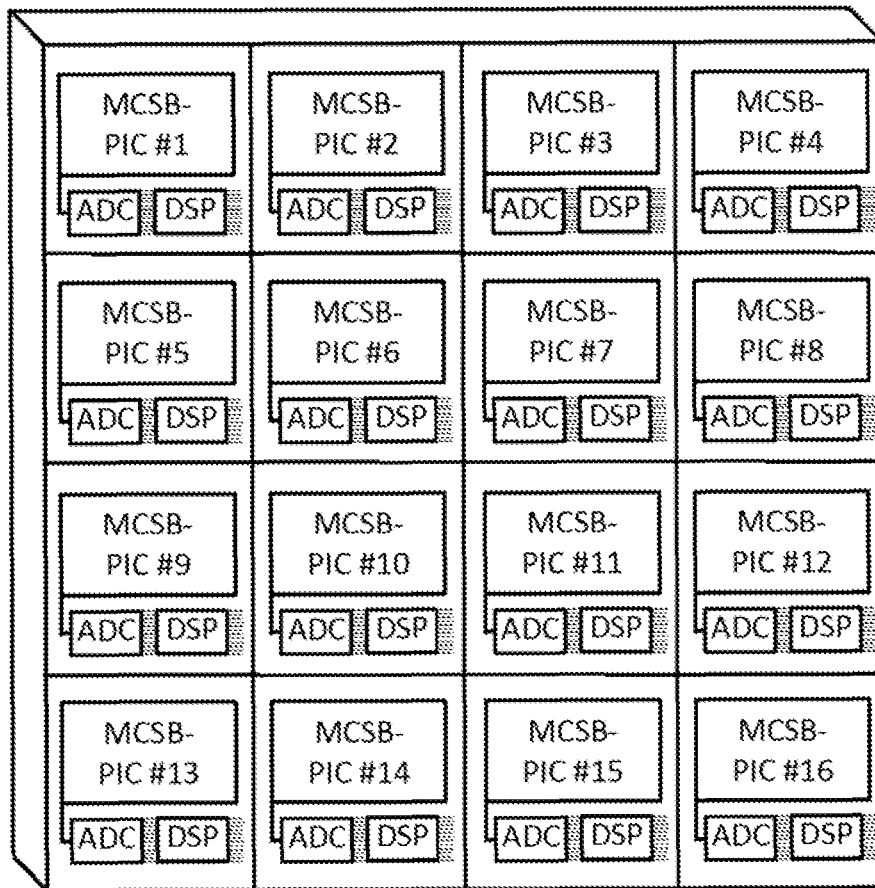 MCSB- MCSB- MCSB- MCSB-
PIC #1 PIC #2 PIC #3 PIC #4
ADC DSP ADC DSP ADC DSP ADC DSP
MCSB- MCSB- MCSB- MCSB-
PIC #5 PIC #6 PIC #7 PIC #8
ADC DSP ADC DSP ADC DSP ADC DSP
MCSB- MCSB- MCSB- MCSB-
PIC #9 PIC #10 PIC #11 PIC #12
ADC DSP ADC DSP ADC DSP ADC DSP
MCSB- MCSB- MCSB- MCSB-
PIC #13 PIC #14 PIC #15 PIC #16
ADC DSP ADC DSP ADC DSP ADC DSP